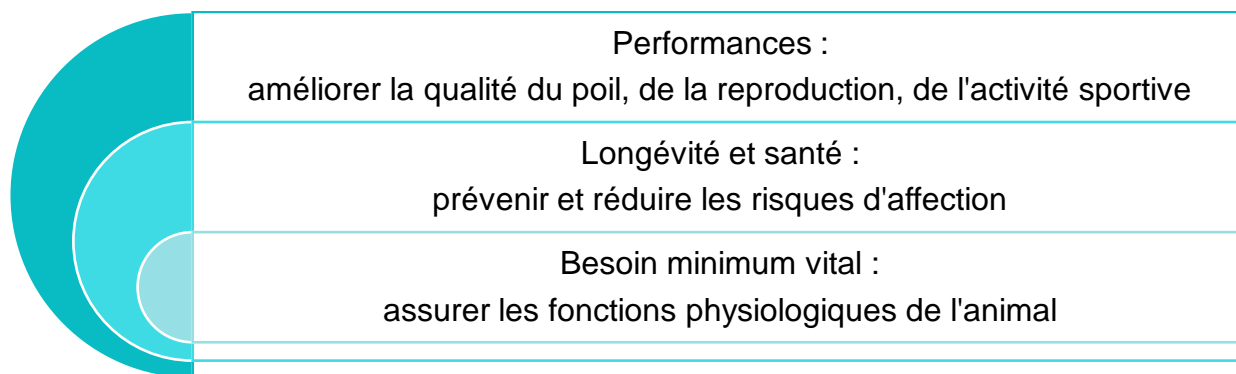 Performances :
améliorer la qualité du poil, de la reproduction, de l'activité sportive
Longévité et santé :
prévenir et réduire les risques d'affection
Besoin minimum vital :
assurer les fonctions physiologiques de l'animal